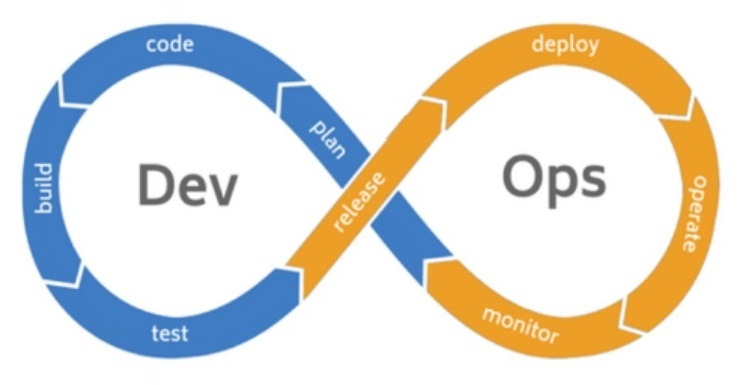 code
deploy
plan
build
Dev
release
Ops
operate
test
monitor